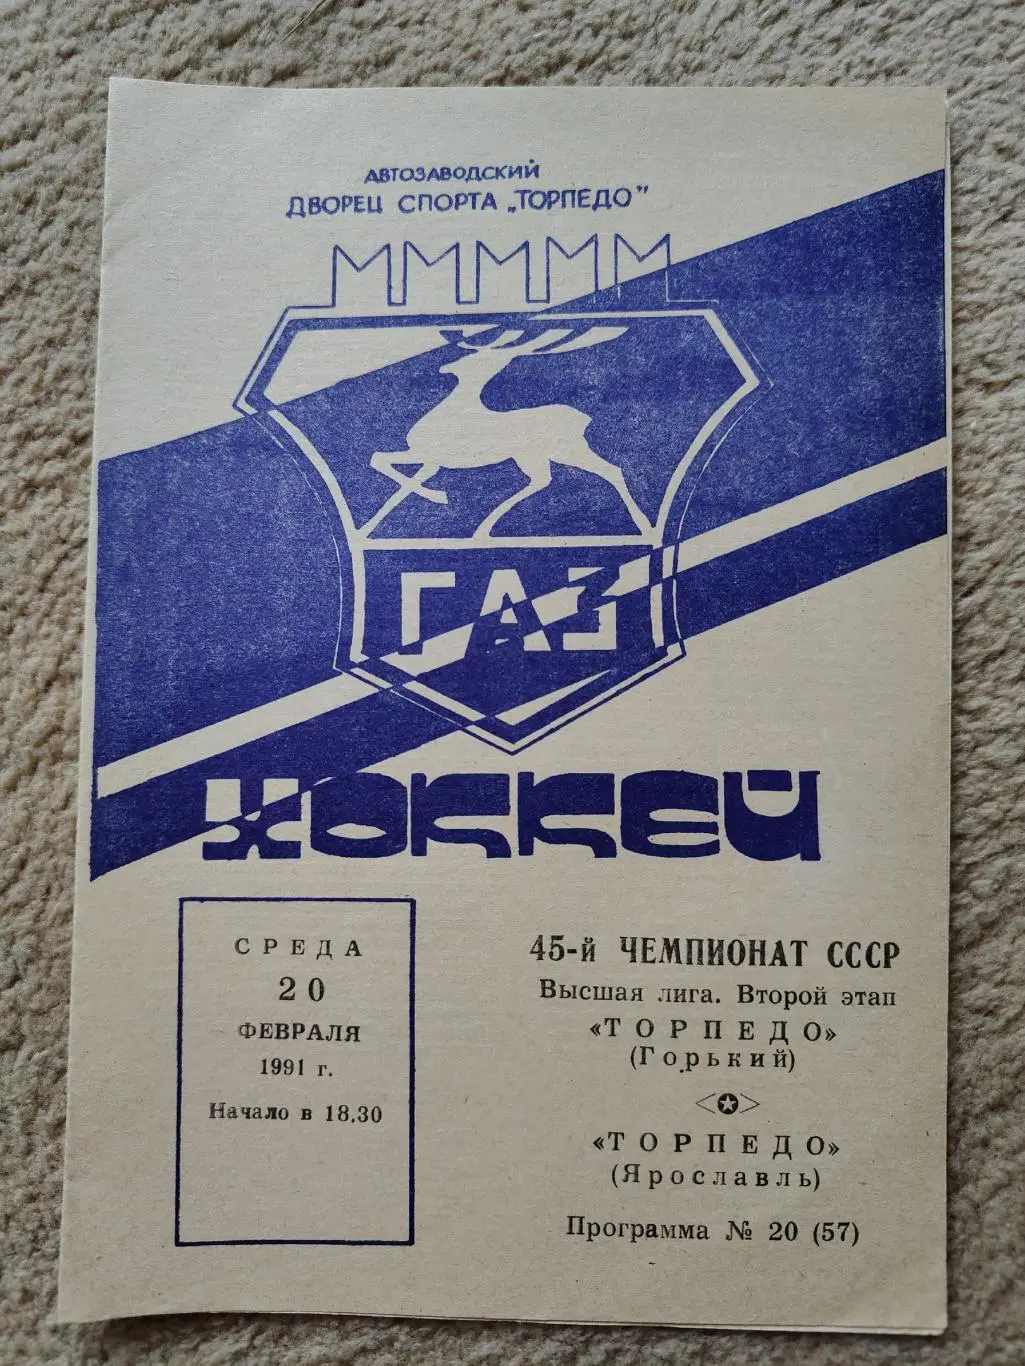 АВТОЗАВОДСКИЙ
ДВОРЕЦ СПОРТА „ТОРПЕДО"
ГАЗ
ХОККЕЙ
СРЕДА
20
ФЕВРАЛЯ
1991 г.
Начало в 18.30
45-й ЧЕМПИОНАТ СССР
Высшая лига. Второй этап
«ТОРПЕДО»
(Горький)
«ТОРПЕДО»
(Ярославль)
Программа № 20 (57)